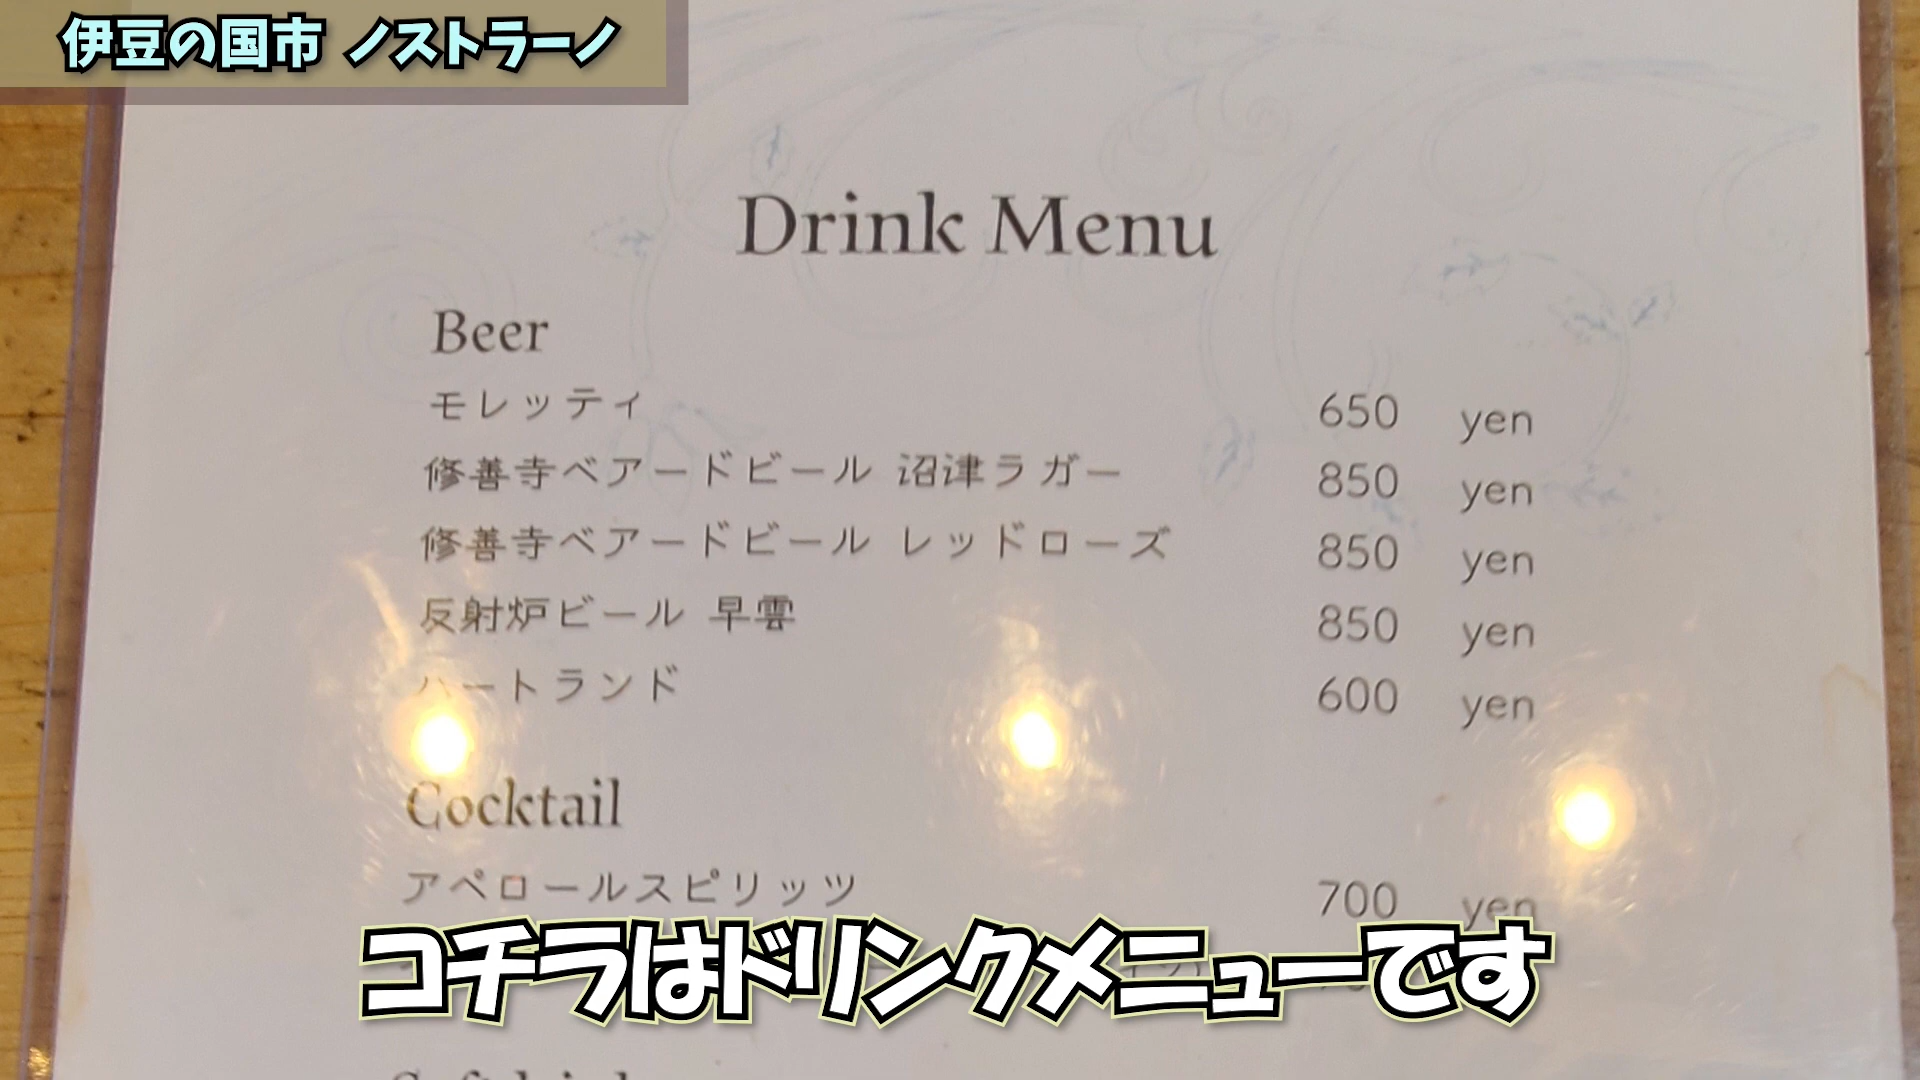 伊豆の国市 ノストラーノ
Drink Menu
Beer
モレッティ 650 yen
修善寺ベアードビール 沼津ラガー 850 yen
修善寺ベアードビール レッドローズ 850 yen
反射炉ビール 早雲 850 yen
ハートランド 600 yen
Cocktail
アペロールスピリッツ 700 yen
コチラはドリンクメニューです